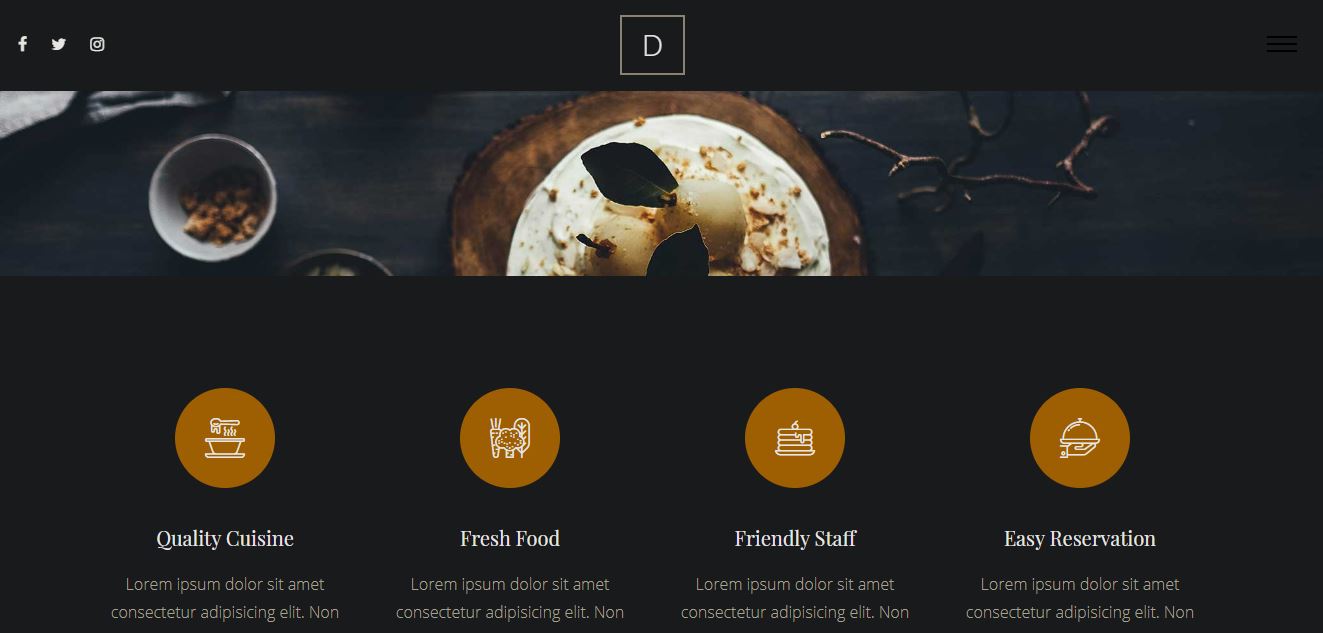 D
Quality Cuisine
Fresh Food
Friendly Staff
Easy Reservation
Lorem ipsum dolor sit amet
consectetur adipisicing elit. Non
Lorem ipsum dolor sit amet
consectetur adipisicing elit. Non
Lorem ipsum dolor sit amet
consectetur adipisicing elit. Non
Lorem ipsum dolor sit amet
consectetur adipisicing elit. Non